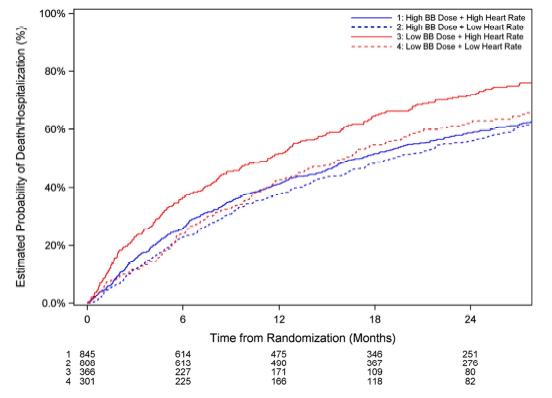 100%
80%
60%
40%
20%
0.0%
Estimated Probability of Death/Hospitalization (%)
1: High BB Dose + High Heart Rate
2: High BB Dose + Low Heart Rate
3: Low BB Dose + High Heart Rate
4: Low BB Dose + Low Heart Rate
0 6 12 18 24
Time from Randomization (Months)
1 845 614 475 346 251
2 613 490 367 276
3 366 227 171 109 80
4 301 225 166 118 82